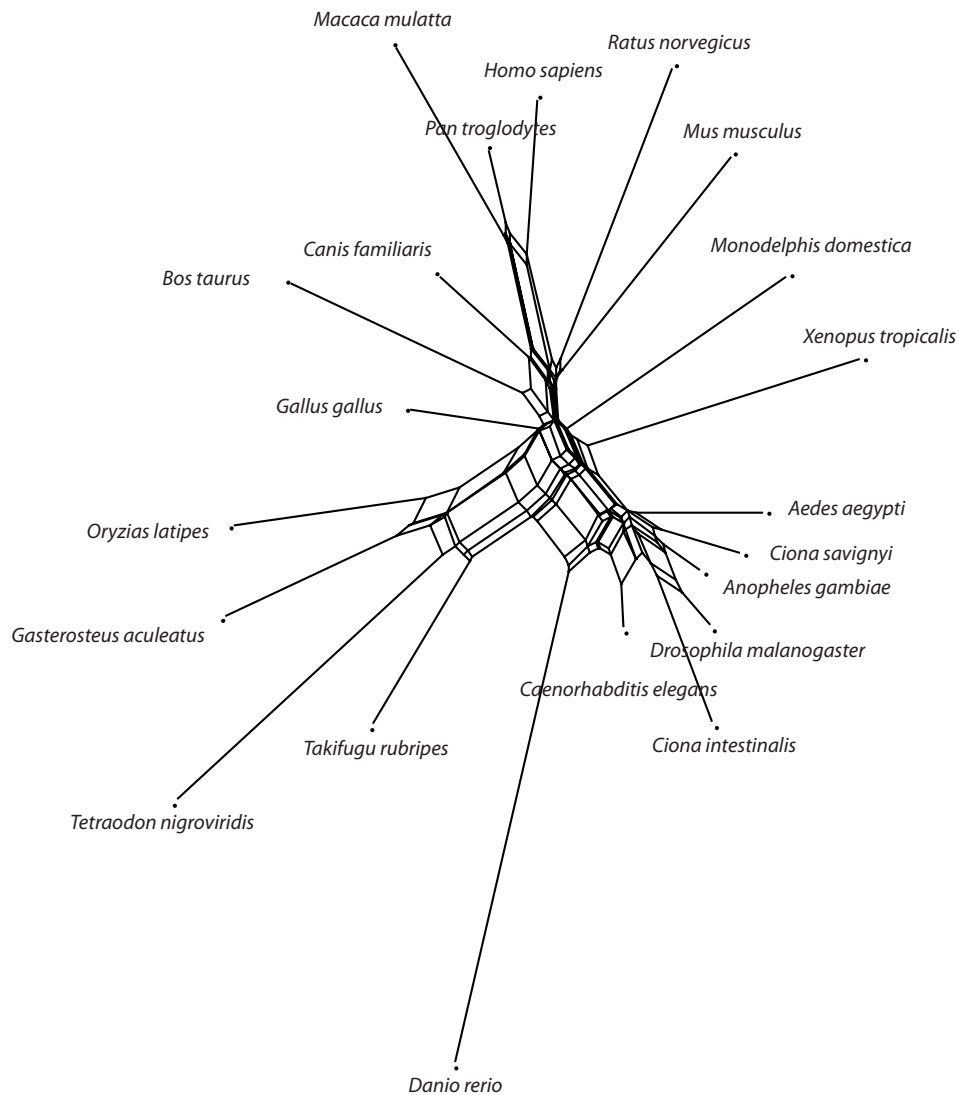 Macaca mulatta
Ratus norvegicus
Homo sapiens
Pan troglodytes
Mus musculus
Canis familiaris
Monodelphis domestica
Bos taurus
Xenopus tropicalis
Gallus gallus
Aedes aegypti
Oryzias latipes
Ciona savignyi
Anopheles gambiae
Gasterosteus aculeatus
Drosophila malanogaster
Caenorhabditis elegans
Takifugu rubripes
Ciona intestinalis
Tetraodon nigroviridis
Danio rerio